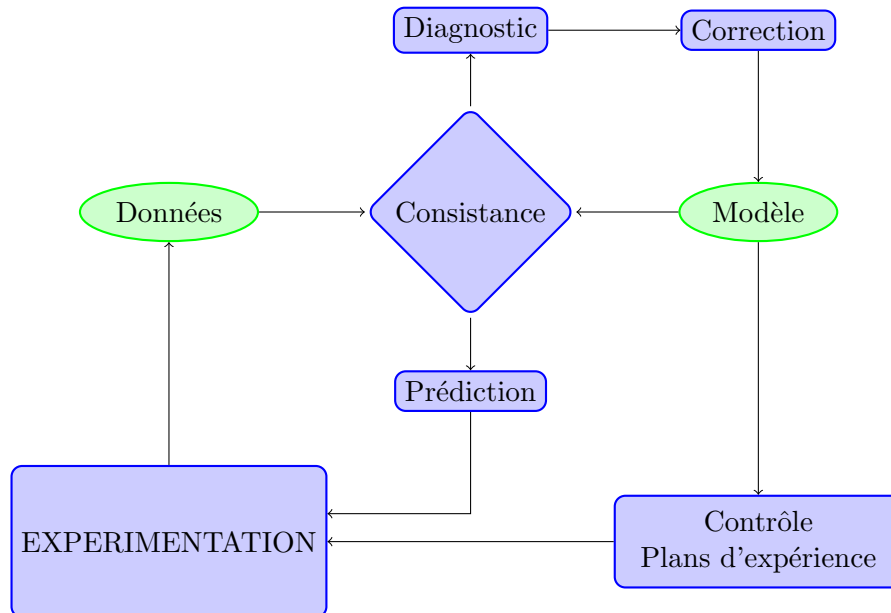 Diagnostic
Correction
Données
Consistance
Modèle
Prédiction
EXPERIMENTATION
Contrôle
Plans d'expérience